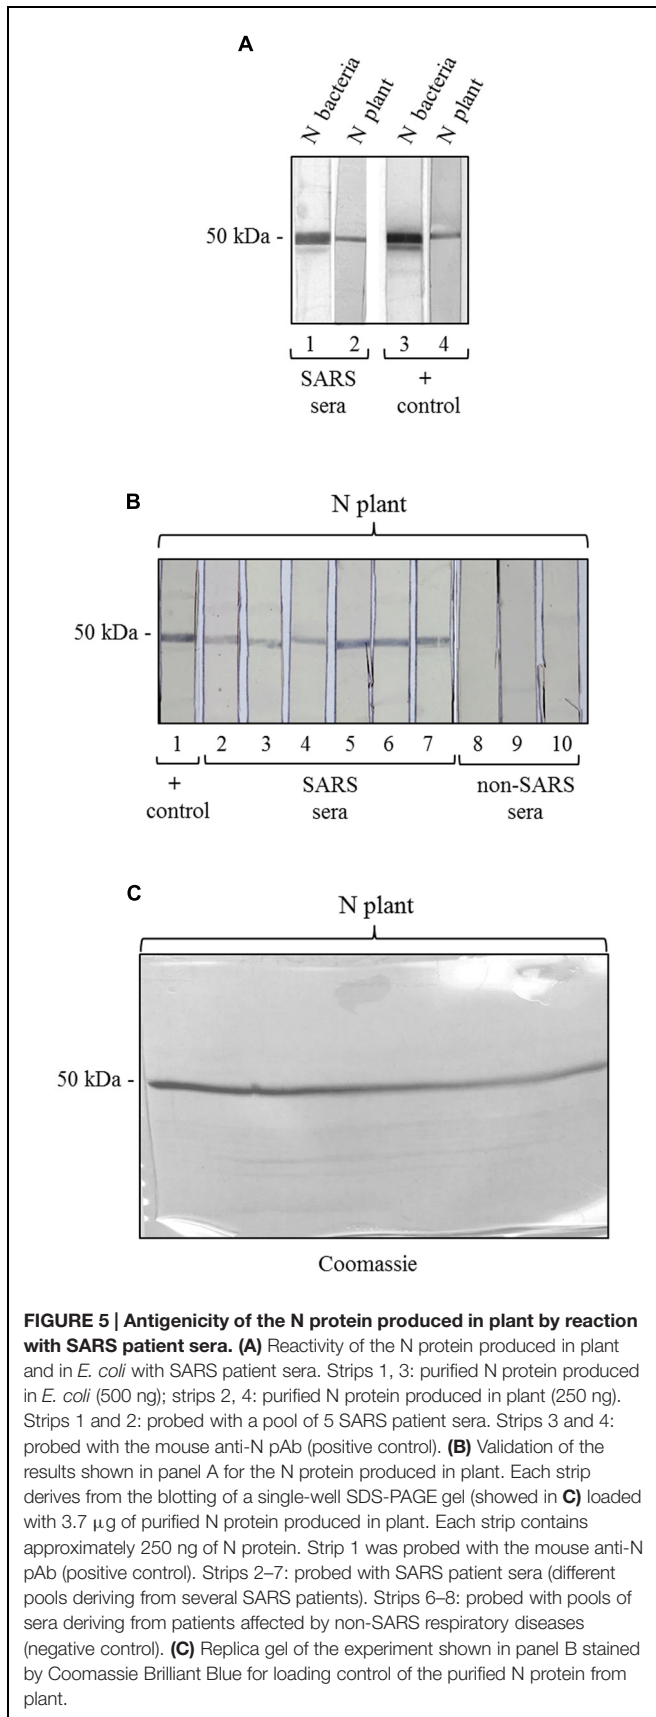 A
N bacteria
N plant
N bacteria
N plant
50 kDa -
1 2 3 4
SARS sera
+ control
B
N plant
50 kDa -
1 2 3 4 5 6 7 8 9 10
+ control
SARS sera
non-SARS sera
C
N plant
50 kDa -
Coomassie
FIGURE 5 | Antigenicity of the N protein produced in plant by reaction
with SARS patient sera. (A) Reactivity of the N protein produced in plant
and in E. coli with SARS patient sera. Strips 1, 3: purified N protein produced
in E. coli (500 ng); strips 2, 4: purified N protein produced in plant (250 ng).
Strips 1 and 2: probed with a pool of 5 SARS patient sera. Strips 3 and 4:
probed with the mouse anti-N pAb (positive control). (B) Validation of the
results shown in panel A for the N protein produced in plant. Each strip
derives from the blotting of a single-well SDS-PAGE gel (showed in C) loaded
with 3.7 μg of purified N protein produced in plant. Each strip contains
approximately 250 ng of N protein. Strip 1 was probed with the mouse anti-N
pAb (positive control). Strips 2–7: probed with SARS patient sera (different
pools deriving from several SARS patients). Strips 6–8: probed with pools of
sera deriving from patients affected by non-SARS respiratory diseases
(negative control). (C) Replica gel of the experiment shown in panel B stained
by Coomassie Brilliant Blue for loading control of the purified N protein from
plant.